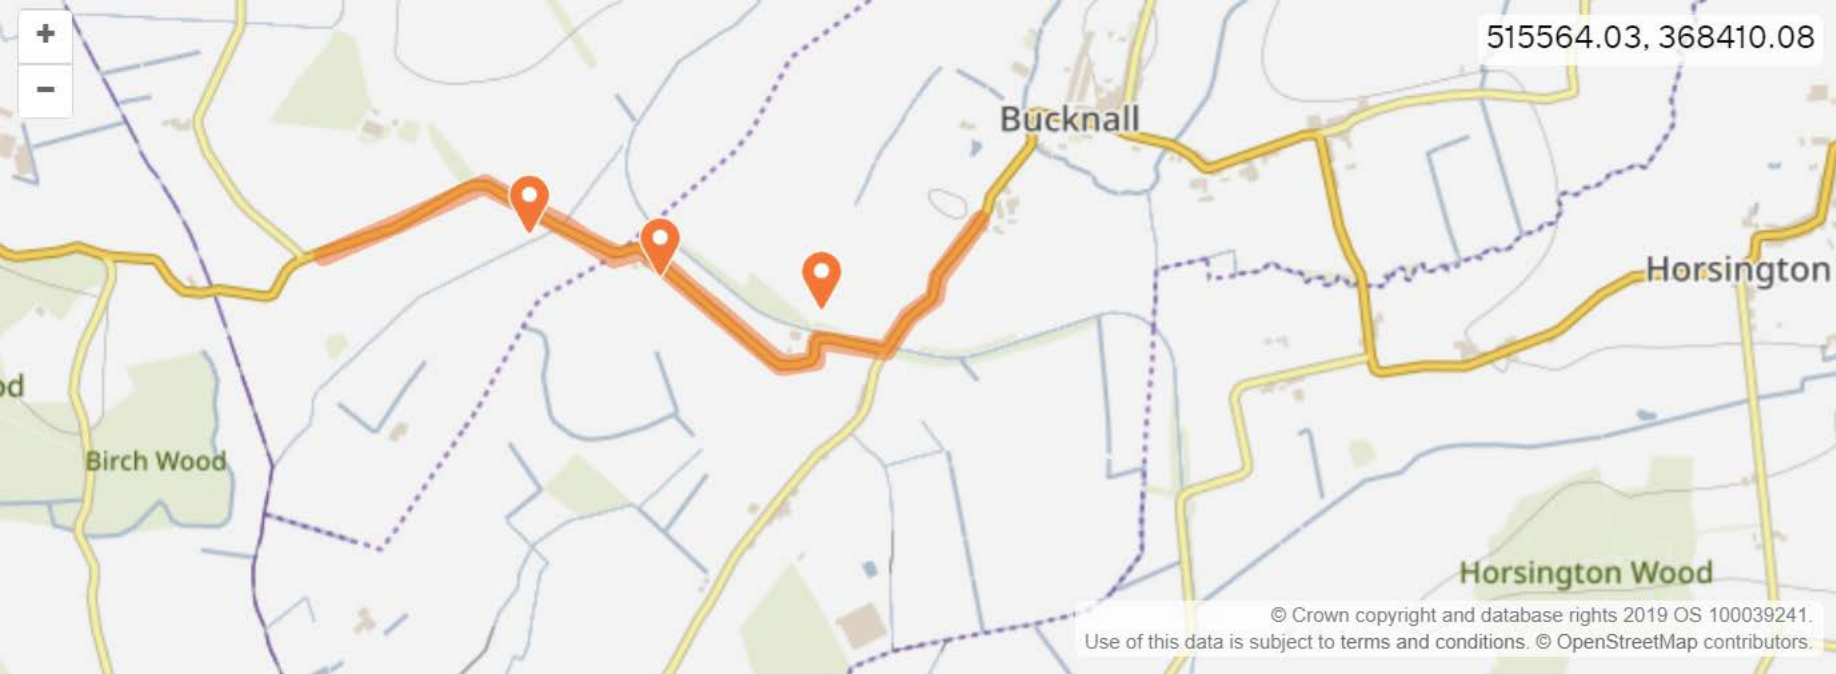 +
515564.03, 368410.08
−
Bucknall
Horsington
od
Birch Wood
Horsington Wood
© Crown copyright and database rights 2019 OS 100039241.
Use of this data is subject to terms and conditions. © OpenStreetMap contributors.